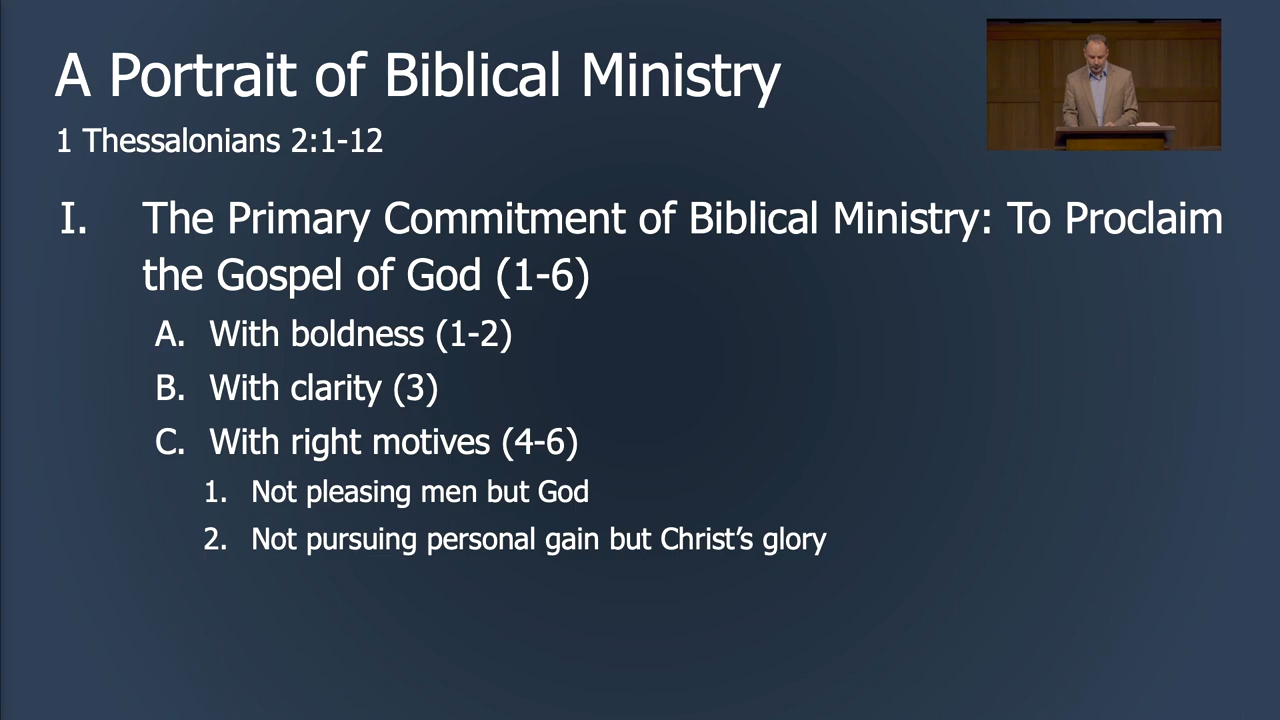 A Portrait of Biblical Ministry
1 Thessalonians 2:1-12
I. The Primary Commitment of Biblical Ministry: To Proclaim
the Gospel of God (1-6)
A. With boldness (1-2)
B. With clarity (3)
C. With right motives (4-6)
1. Not pleasing men but God
2. Not pursuing personal gain but Christ’s glory